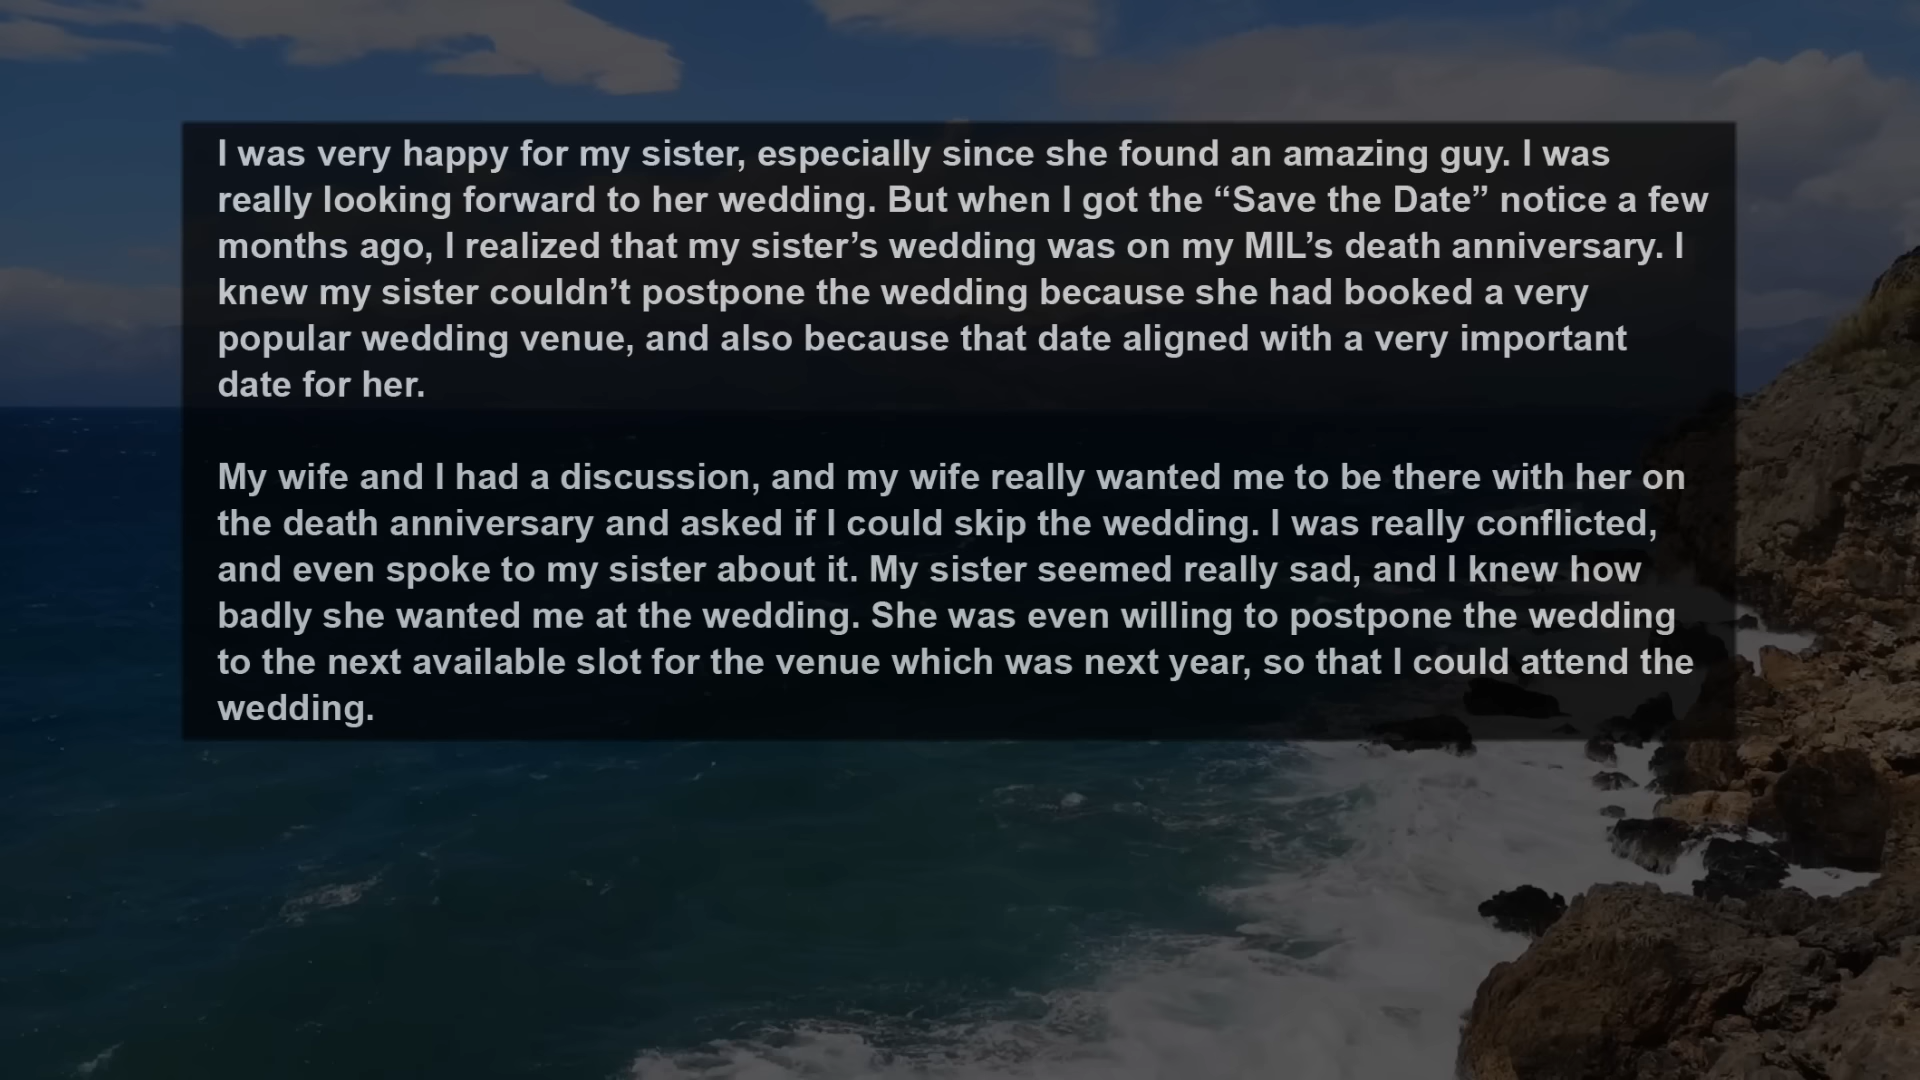 I was very happy for my sister, especially since she found an amazing guy. I was
really looking forward to her wedding. But when I got the “Save the Date” notice a few
months ago, I realized that my sister’s wedding was on my MIL’s death anniversary. I
knew my sister couldn’t postpone the wedding because she had booked a very
popular wedding venue, and also because that date aligned with a very important
date for her.
My wife and I had a discussion, and my wife really wanted me to be there with her on
the death anniversary and asked if I could skip the wedding. I was really conflicted,
and even spoke to my sister about it. My sister seemed really sad, and I knew how
badly she wanted me at the wedding. She was even willing to postpone the wedding
to the next available slot for the venue which was next year, so that I could attend the
wedding.